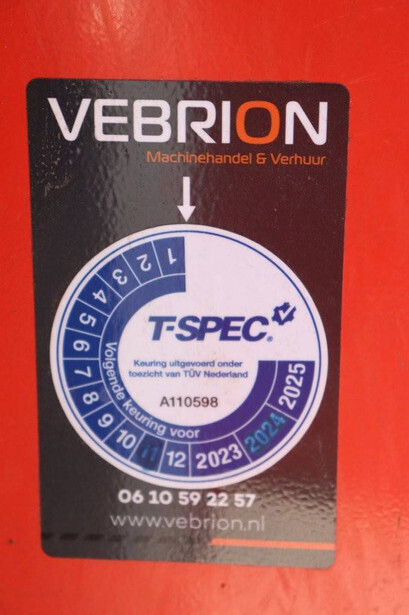 VEBRION
Machinehandel & Verhuur
T-SPEC.
Keuring uitgevoerd onder
toezicht van TÜV Nederland
A110598
Volgende keuring voor
1 2 3 4 5 6 7 8 9 10 11 12 2023 2024 2025
06 10 59 22 57
www.vebrion.nl